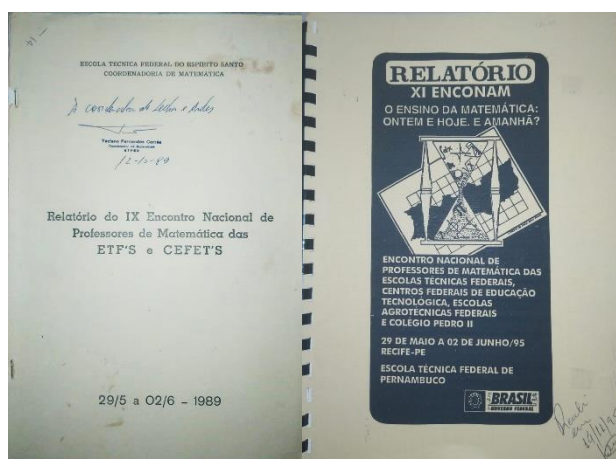 ESCOLA TÉCNICA FEDERAL DO ESPÍRITO SANTO
COORDENADORIA DE MATEMÁTICA
Relatório do IX Encontro Nacional de
Professores de Matemática das
ETF'S e CEFET'S
29/5 a 02/6 - 1989
RELATÓRIO
XI ENCONAM
O ENSINO DA MATEMÁTICA:
ONTEM E HOJE. E AMANHÃ?
ENCONTRO NACIONAL DE
PROFESSORES DE MATEMÁTICA DAS
ESCOLAS TÉCNICAS FEDERAIS,
CENTROS FEDERAIS DE EDUCAÇÃO
TECNOLÓGICA, ESCOLAS
AGROTÉCNICAS FEDERAIS
E COLÉGIO PEDRO II
29 DE MAIO A 02 DE JUNHO/95
RECIFE-PE
ESCOLA TÉCNICA FEDERAL DE
PERNAMBUCO
BRASIL
GOVERNO FEDERAL